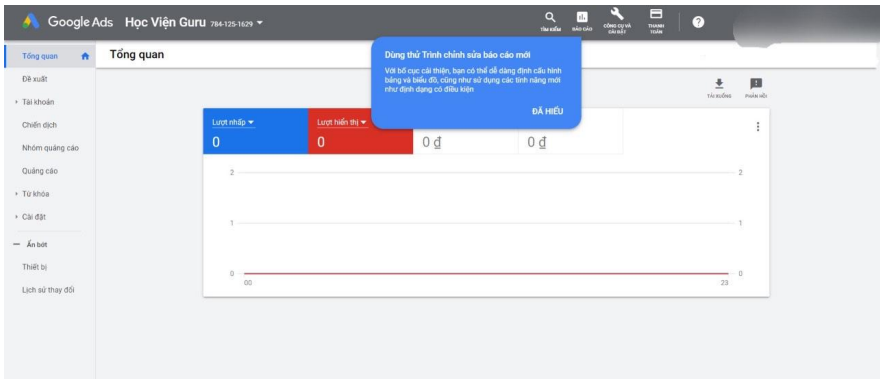 Google Ads Học Viện Guru 784-125-1629
TÌM KIẾM
BÁO CÁO
CÔNG CỤ VÀ
CÀI ĐẶT
THANH
TOÁN
?
Tổng quan
Tổng quan
Đề xuất
Tài khoản
Chiến dịch
Nhóm quảng cáo
Quảng cáo
Từ khóa
Cài đặt
Ẩn bớt
Thiết bị
Lịch sử thay đổi
Dùng thử Trình chỉnh sửa báo cáo mới
Với bố cục cải thiện, bạn có thể dễ dàng định cấu hình
bảng và biểu đồ, cũng như sử dụng các tính năng mới
như định dạng có điều kiện
ĐÃ HIỂU
TẢI XUỐNG
PHẢN HỒI
Lượt nhấp
0
Lượt hiển thị
0
0 ₫
0 ₫
2
2
1
1
0
0
00
23